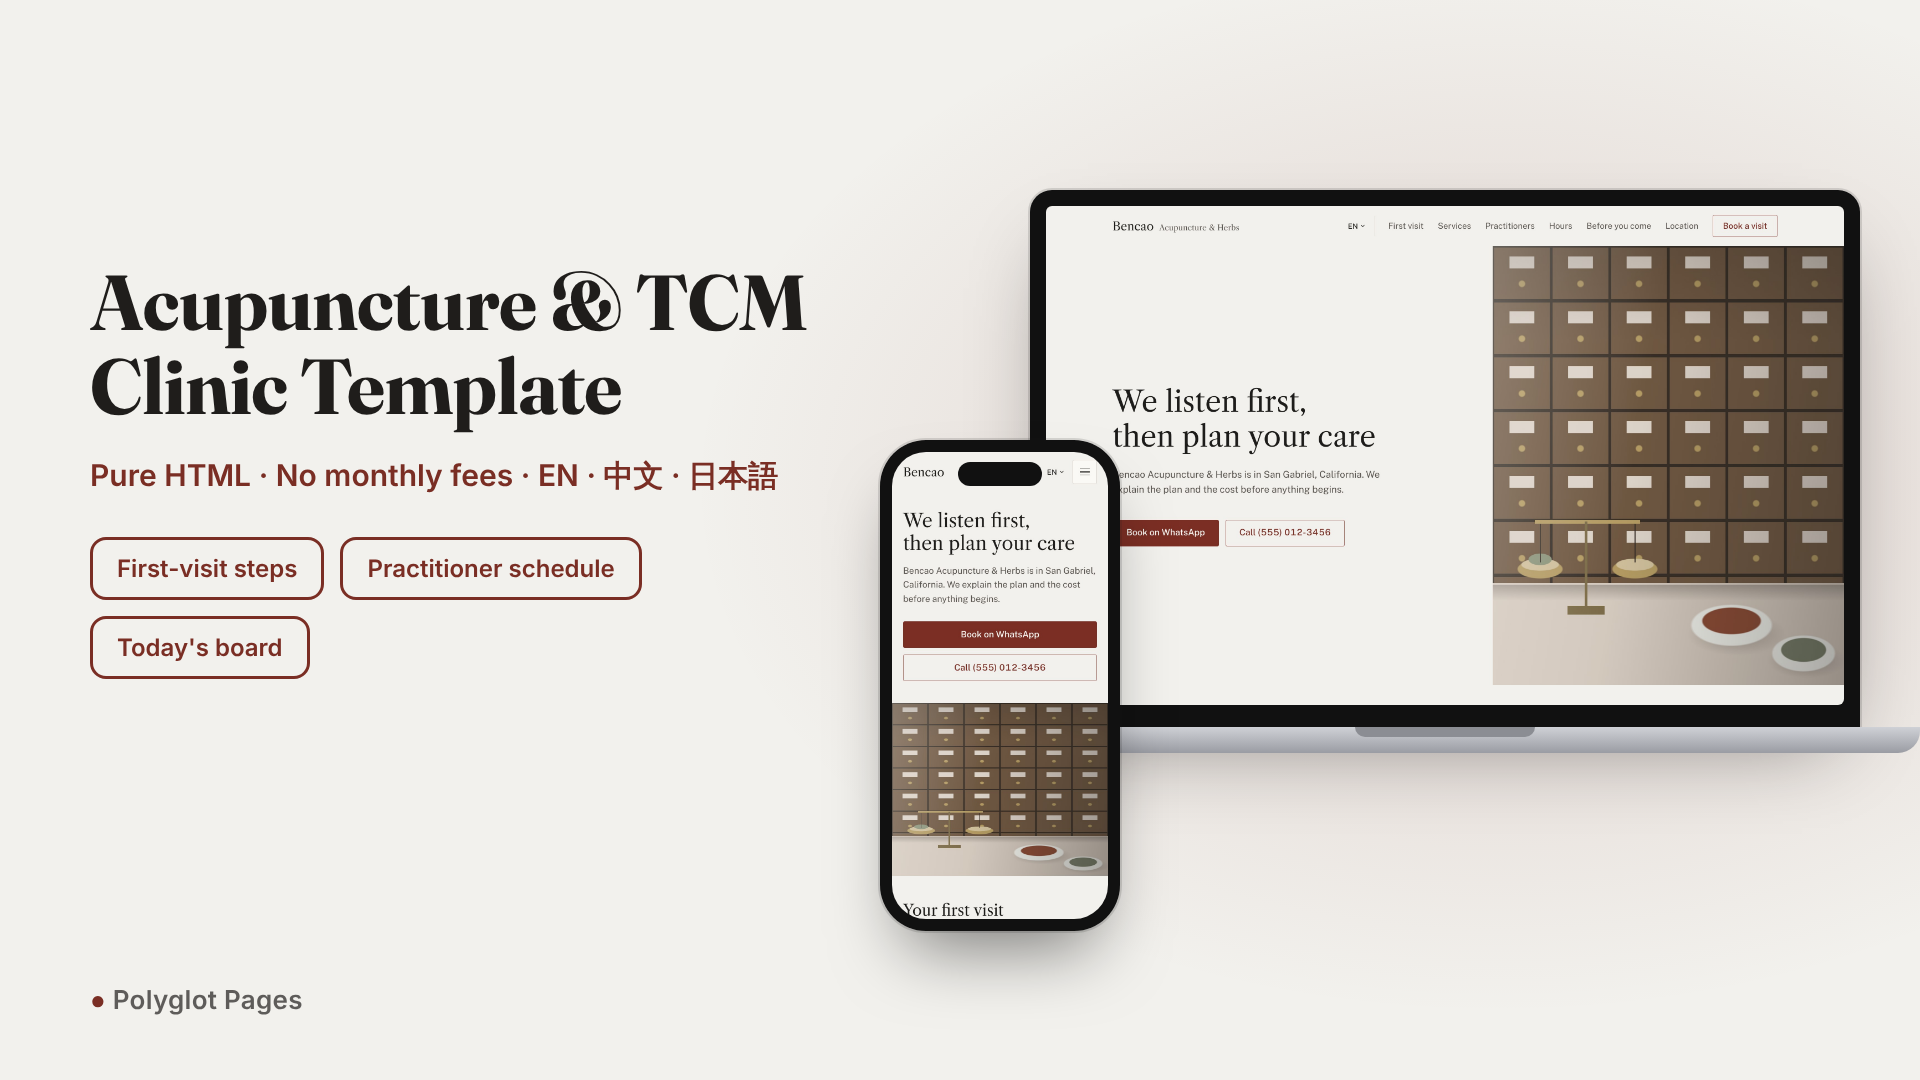 Acupuncture & TCM
Clinic Template
Pure HTML · No monthly fees · EN · 中文 · 日本語
First-visit steps
Practitioner schedule
Today's board
Polyglot Pages
Bencao Acupuncture & Herbs
EN
First visit
Services
Practitioners
Hours
Before you come
Location
Book a visit
We listen first,
then plan your care
encao Acupuncture & Herbs is in San Gabriel, California. We
xplain the plan and the cost before anything begins.
Book on WhatsApp
Call (555) 012-3456
Bencao
EN
We listen first,
then plan your care
Bencao Acupuncture & Herbs is in San Gabriel,
California. We explain the plan and the cost
before anything begins.
Book on WhatsApp
Call (555) 012-3456
Your first visit